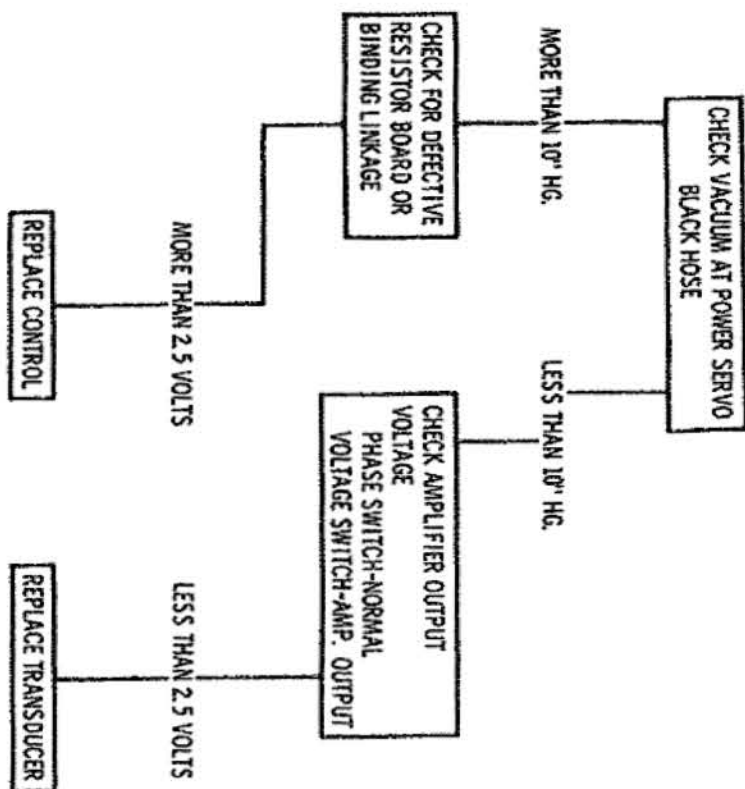 CHECK VACUUM AT POWER SERVO
BLACK HOSE
MORE THAN 10" HG.
LESS THAN 10" HG.
CHECK FOR DEFECTIVE
RESISTOR BOARD OR
BINDING LINKAGE
CHECK AMPLIFIER OUTPUT
VOLTAGE
PHASE SWITCH-NORMAL
VOLTAGE SWITCH-AMP. OUTPUT
MORE THAN 2.5 VOLTS
LESS THAN 2.5 VOLTS
REPLACE CONTROL
REPLACE TRANSDUCER